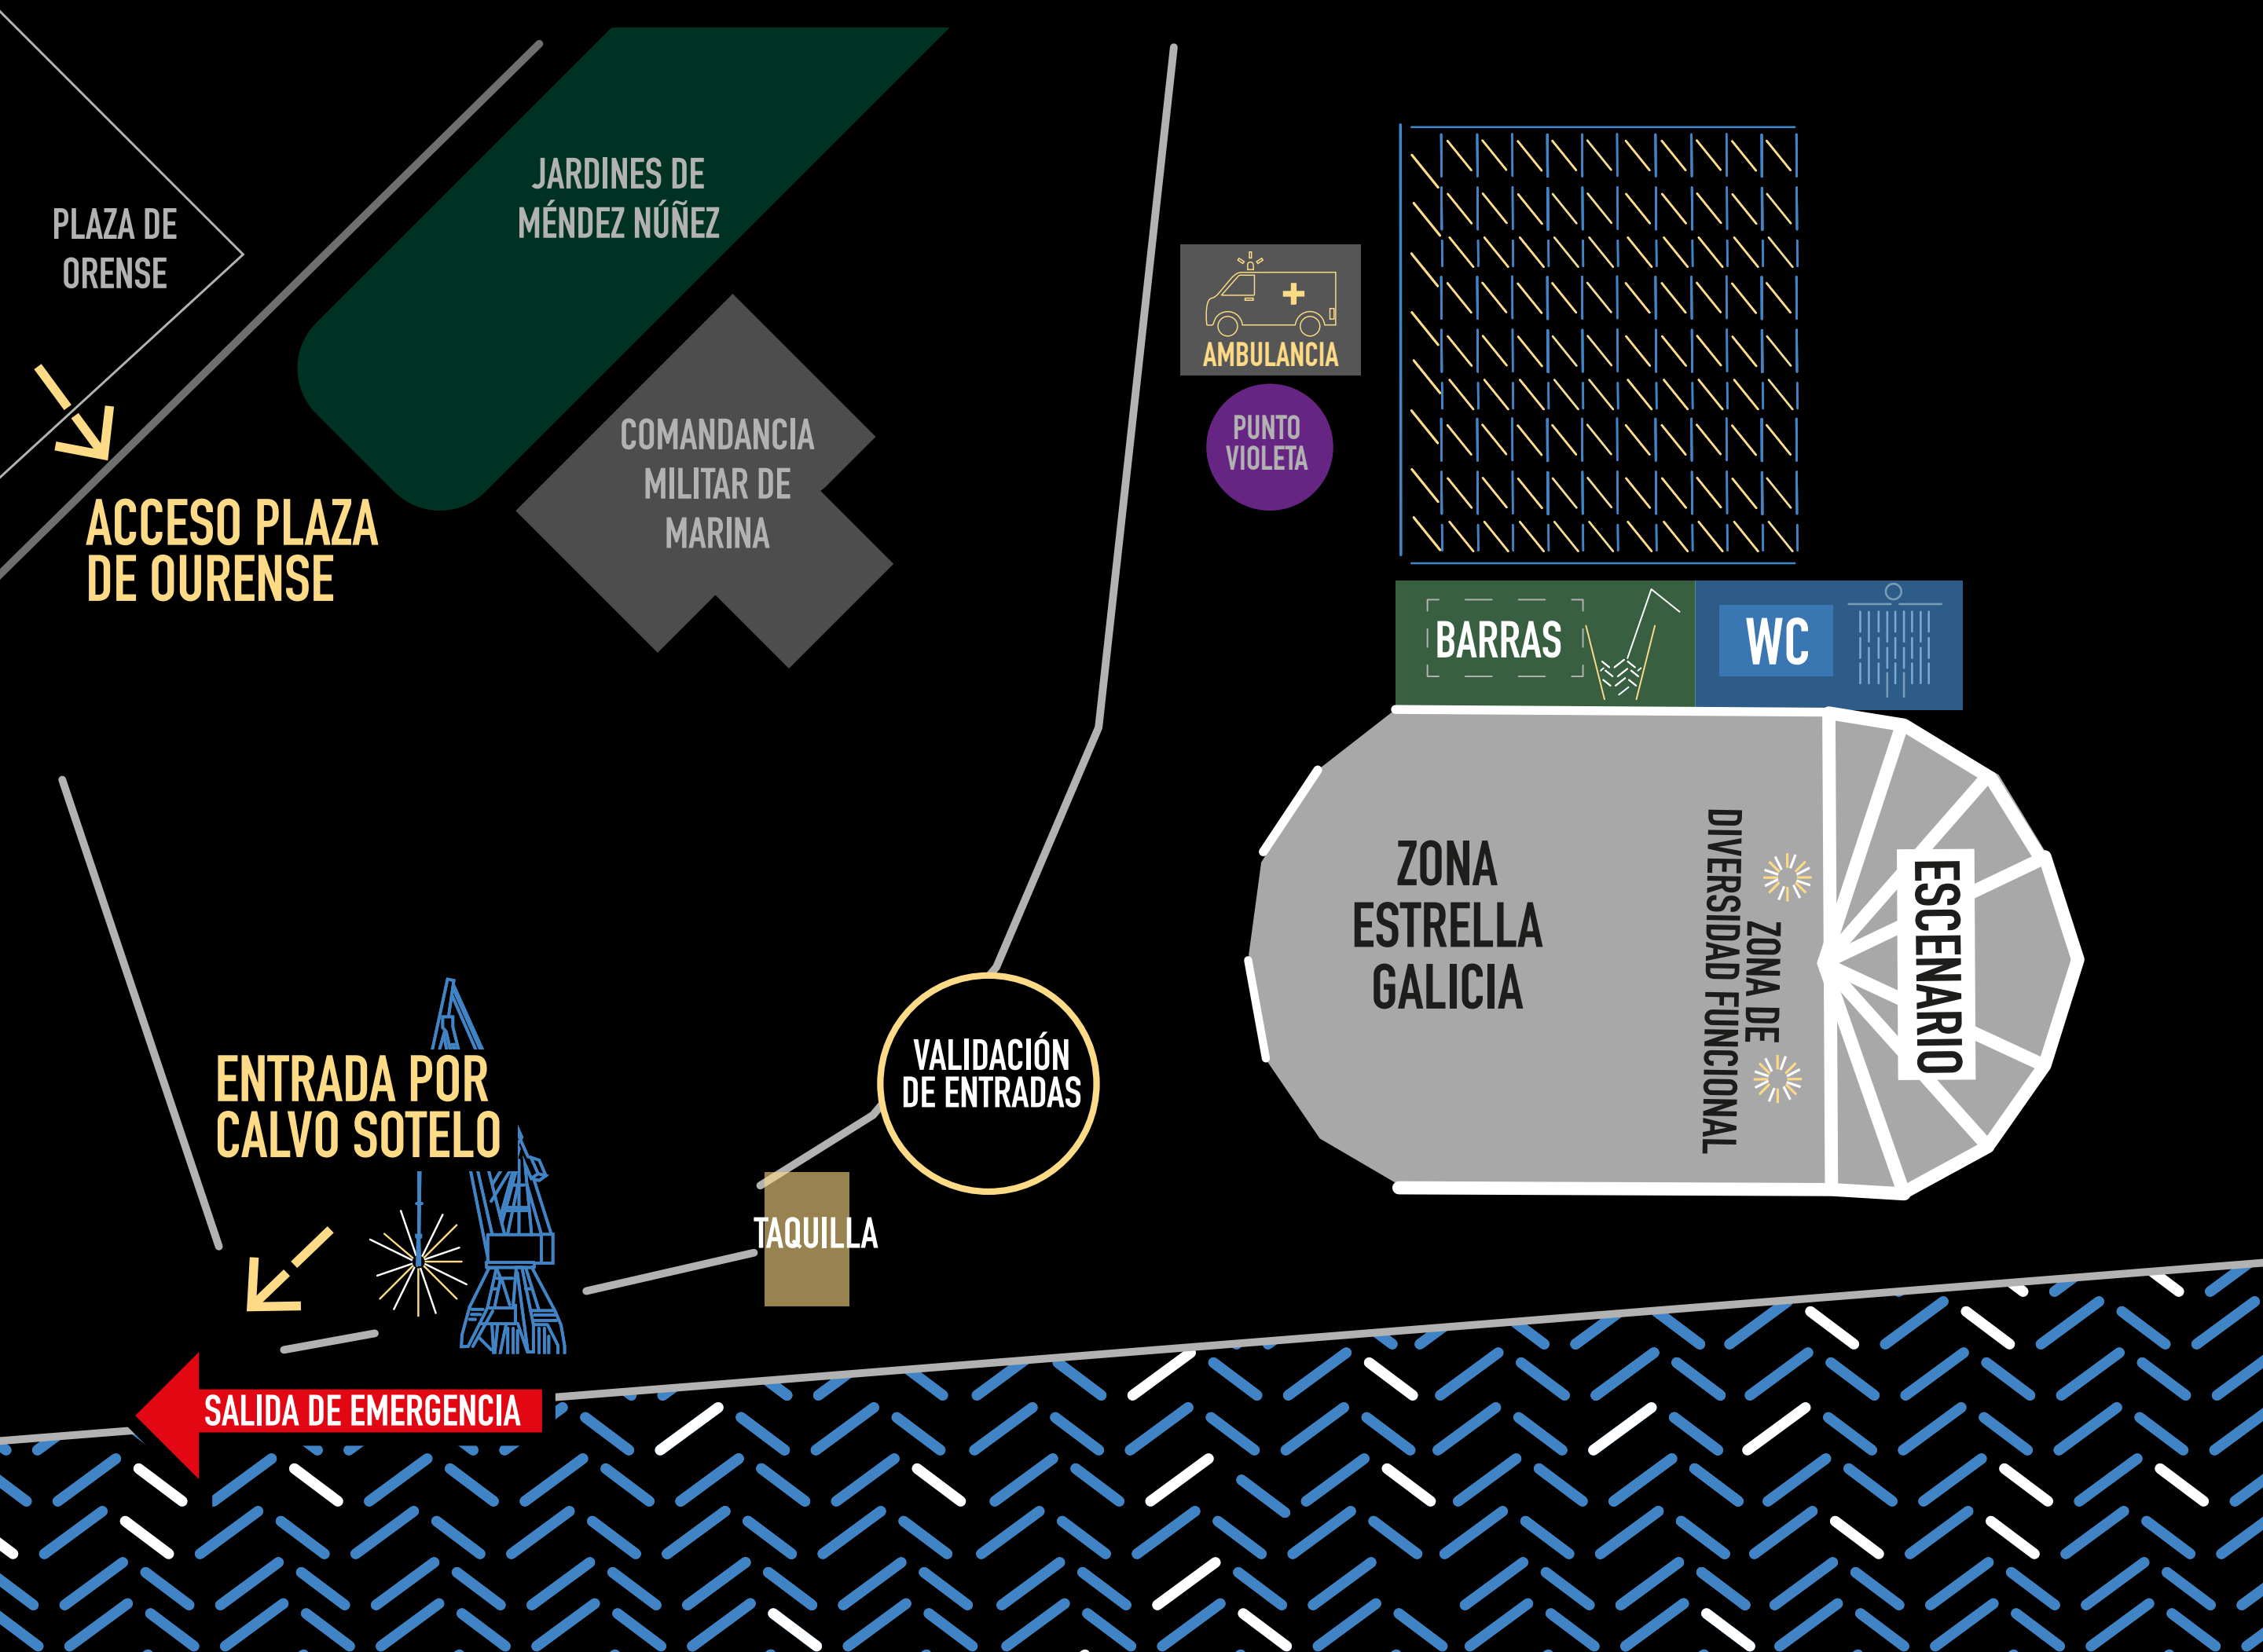 JARDINES DE
MÉNDEZ NÚÑEZ
PLAZA DE
ORENSE
AMBULANCIA
PUNTO
VIOLETA
COMANDANCIA
MILITAR DE
MARINA
ACCESO PLAZA
DE OURENSE
BARRAS
WC
ZONA
ESTRELLA
GALICIA
ZONA DE
DIVERSIDAD FUNCIONAL
ESCENARIO
VALIDACIÓN
DE ENTRADAS
ENTRADA POR
CALVO SOTELO
TAQUILLA
SALIDA DE EMERGENCIA